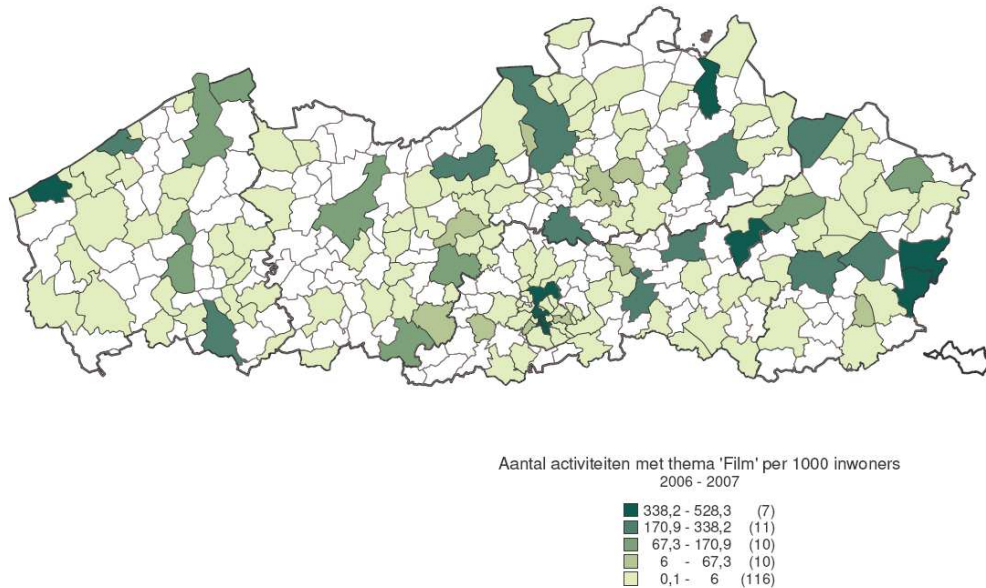 Aantal activiteiten met thema 'Film' per 1000 inwoners
2006 - 2007
338,2 - 528,3 (7)
170,9 - 338,2 (11)
67,3 - 170,9 (10)
6 - 67,3 (10)
0,1 - 6 (116)